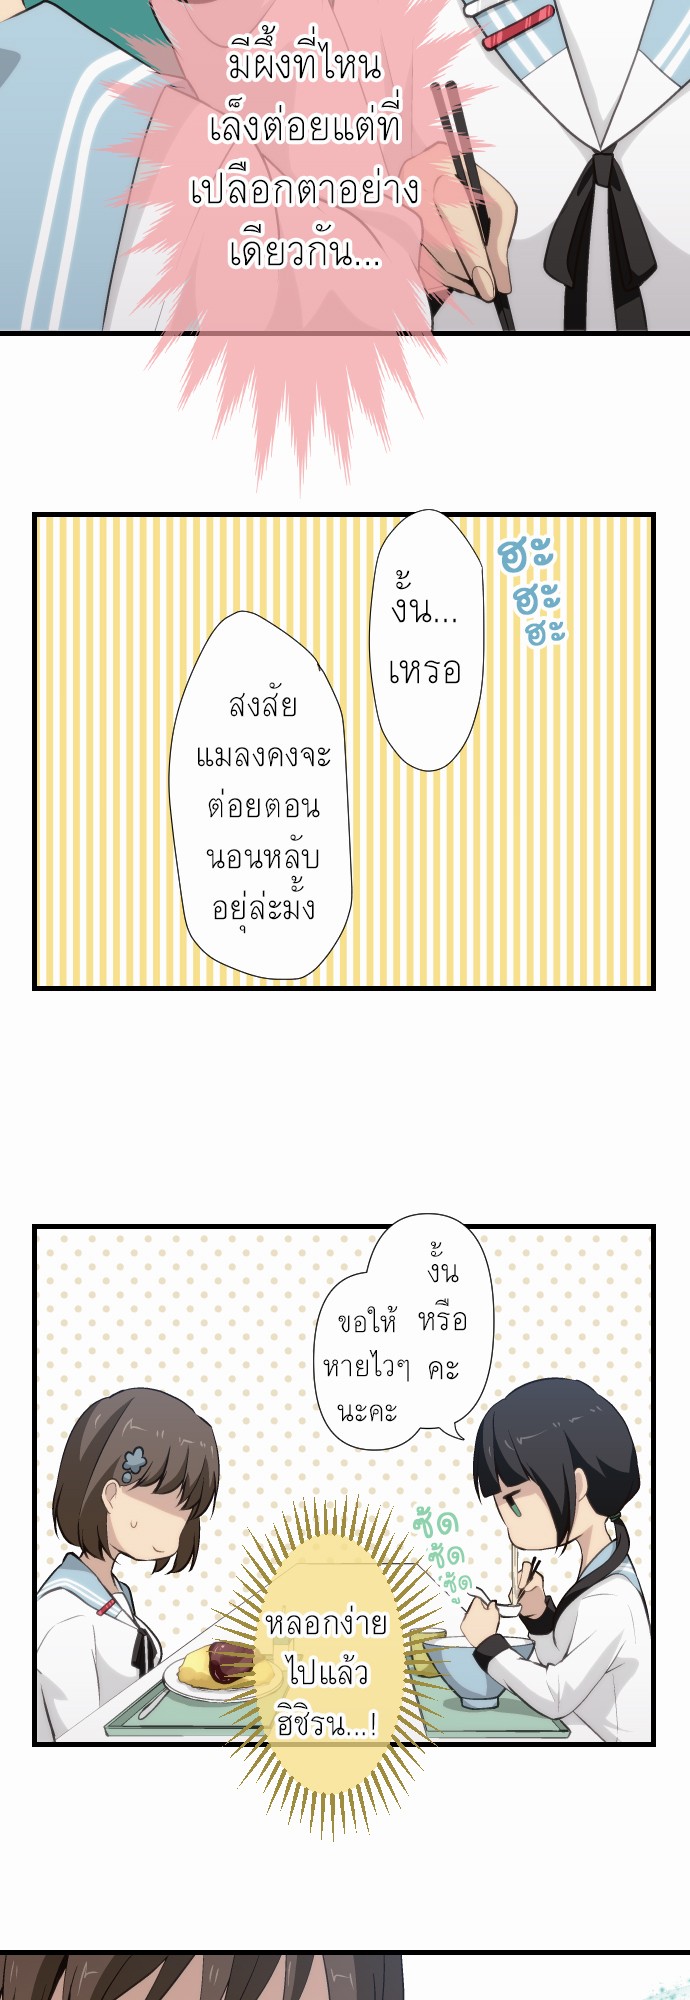 มีผึ้งที่ไหน
เล็งต่อยแต่ที่
เปลือกตาอย่าง
เดียวกัน...
ฮะ
ฮะ
ฮะ
งั้น...
เหรอ
สงสัย
แมลงคงจะ
ต่อยตอน
นอนหลับ
อยู่ล่ะมั้ง
งั้น
หรือ
คะ
ขอให้
หายไวๆ
นะคะ
ซู้ด
ซู้ด
ซู้ด
หลอกง่าย
ไปแล้ว
ฮิชิรน...!